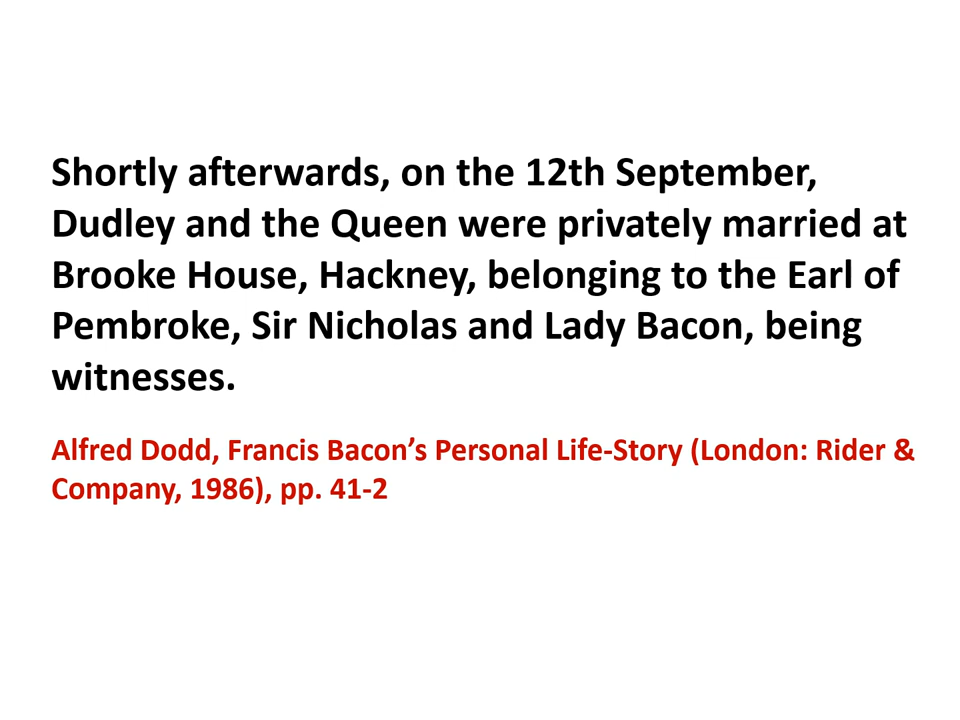 Shortly afterwards, on the 12th September,
Dudley and the Queen were privately married at
Brooke House, Hackney, belonging to the Earl of
Pembroke, Sir Nicholas and Lady Bacon, being
witnesses.
Alfred Dodd, Francis Bacon’s Personal Life-Story (London: Rider &
Company, 1986), pp. 41-2